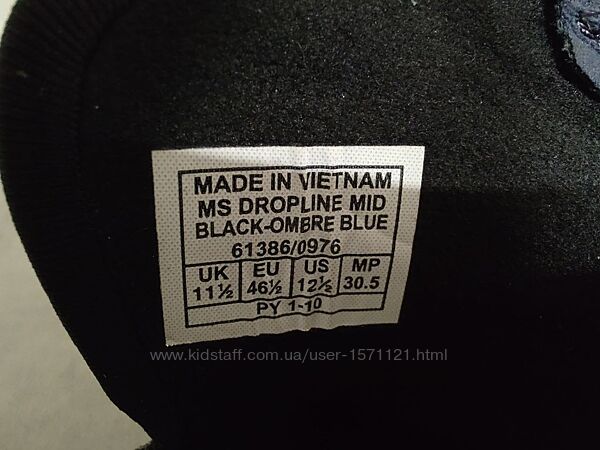 MADE IN VIETNAM
MS DROPLINE MID
BLACK-OMBRE BLUE
61386/0976
UK EU US MP
11½ 46½ 12½ 30.5
PY 1-10
www.kidstaff.com.ua/user-1571121.html